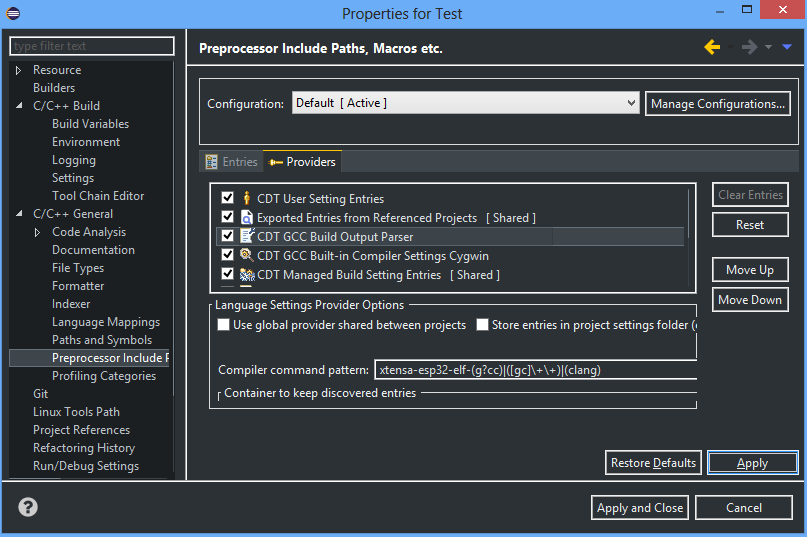 Properties for Test
type filter text
Resource
Builders
C/C++ Build
Build Variables
Environment
Logging
Settings
Tool Chain Editor
C/C++ General
Code Analysis
Documentation
File Types
Formatter
Indexer
Language Mappings
Paths and Symbols
Preprocessor Include P
Profiling Categories
Git
Linux Tools Path
Project References
Refactoring History
Run/Debug Settings
Preprocessor Include Paths, Macros etc.
Configuration: Default [ Active ] Manage Configurations...
Entries Providers
CDT User Setting Entries
Exported Entries from Referenced Projects [ Shared ]
CDT GCC Build Output Parser
CDT GCC Built-in Compiler Settings Cygwin
CDT Managed Build Setting Entries [ Shared ]
Clear Entries
Reset
Move Up
Move Down
Language Settings Provider Options
Use global provider shared between projects Store entries in project settings folder (
Compiler command pattern: xtensa-esp32-elf-(g?cc)|([gc]\+\+)|(clang)
Container to keep discovered entries
Restore Defaults Apply
? Apply and Close Cancel